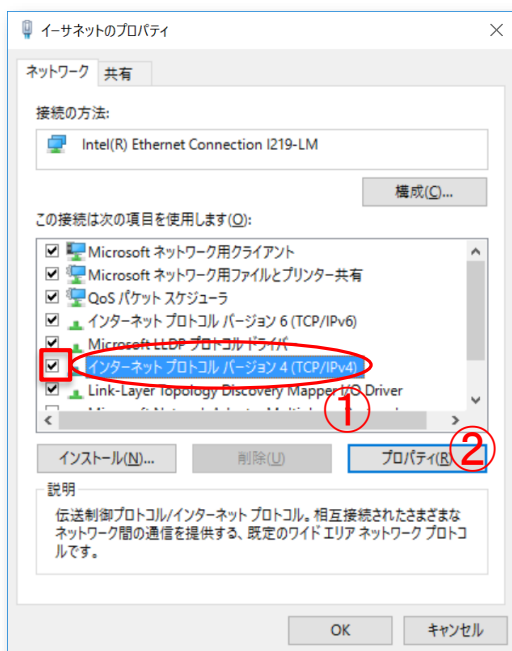 イーサネットのプロパティ
ネットワーク 共有
接続の方法:
Intel(R) Ethernet Connection I219-LM
構成(C)...
この接続は次の項目を使用します(O):
Microsoft ネットワーク用クライアント
Microsoft ネットワーク用ファイルとプリンター共有
QoS パケット スケジューラ
インターネット プロトコル バージョン 6 (TCP/IPv6)
Microsoft LLDP プロトコル ドライバー
インターネット プロトコル バージョン 4 (TCP/IPv4)
Link-Layer Topology Discovery Mapper I/O Driver
①
インストール(N)... 削除(U) プロパティ(R) ②
説明
伝送制御プロトコル/インターネット プロトコル。相互接続されたさまざまな
ネットワーク間の通信を提供する、既定のワイド エリア ネットワーク プロトコ
ルです。
OK キャンセル